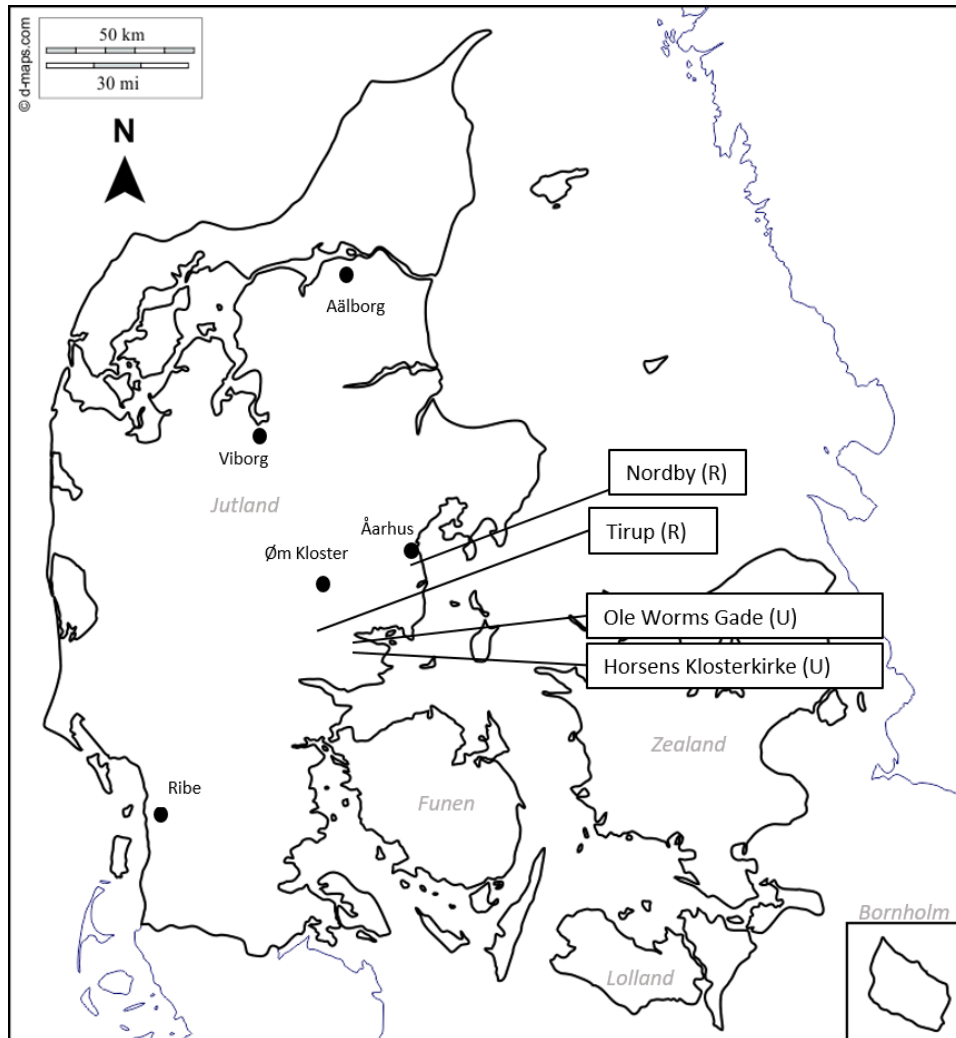 50 km
30 mi
© d-maps.com
N
Aälborg
Viborg
Jutland
Nordby (R)
Åarhus
Tirup (R)
Øm Kloster
Ole Worms Gade (U)
Horsens Klosterkirke (U)
Zealand
Ribe
Funen
Bornholm
Lolland